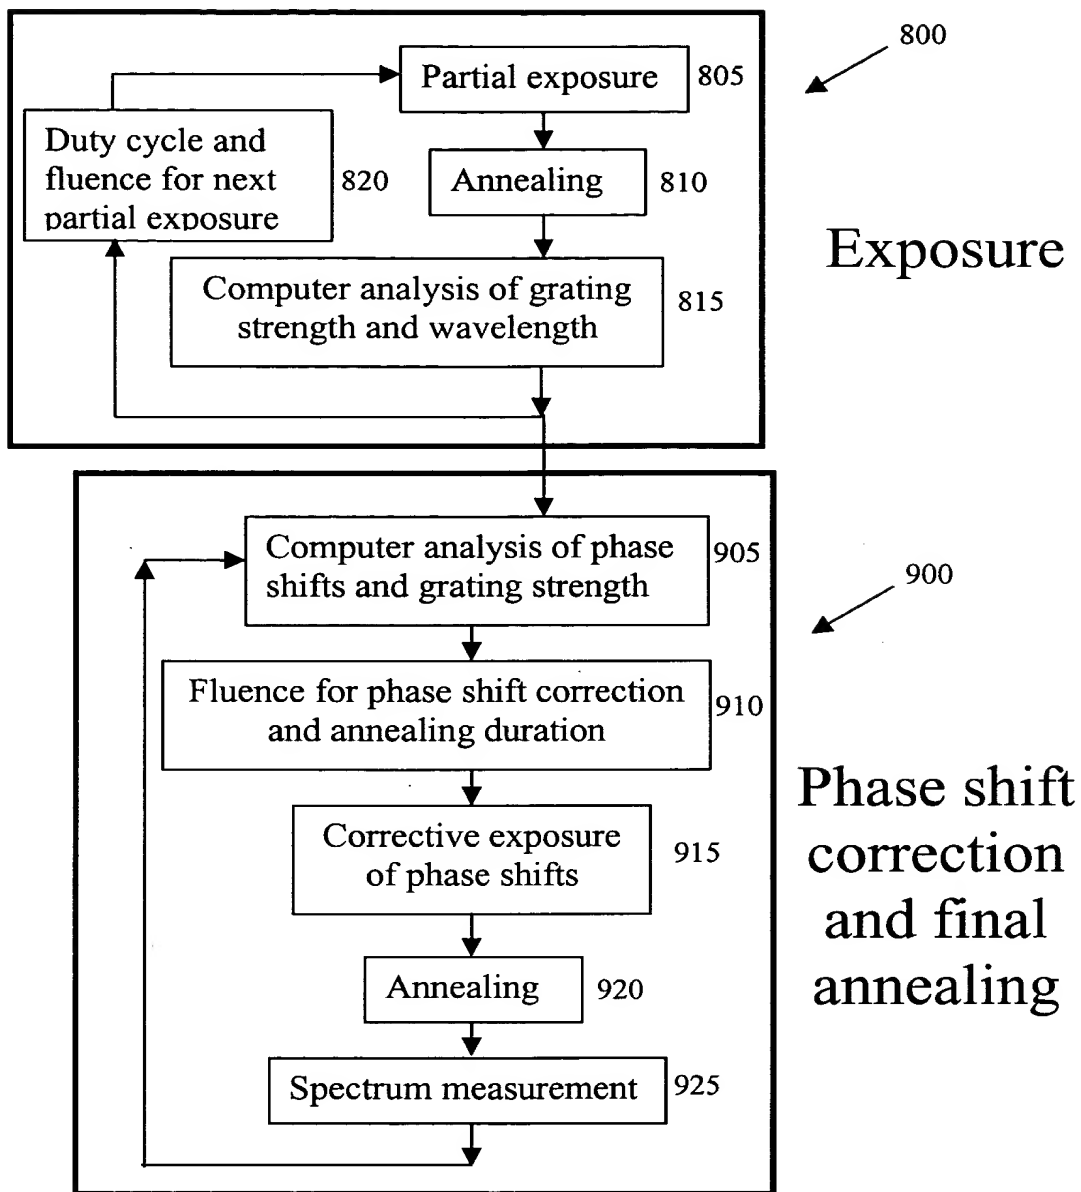 800
Partial exposure
805
Duty cycle and
fluence for next
partial exposure
820
Annealing
810
Exposure
Computer analysis of grating
strength and wavelength
815
Computer analysis of phase
shifts and grating strength
905
900
Fluence for phase shift correction
and annealing duration
910
Phase shift
correction
and final
annealing
Corrective exposure
of phase shifts
915
Annealing
920
Spectrum measurement
925